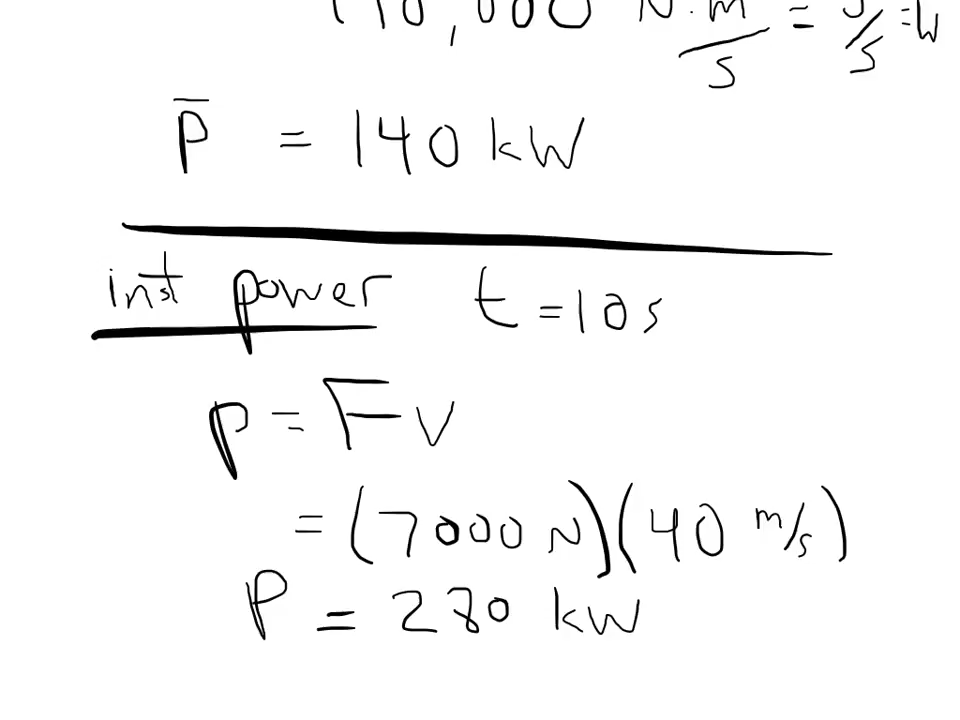 140,000 N·m/s = J/s = W
P̄ = 140 kW
inst power t = 10 s
P = Fv
= (7000 N)(40 m/s)
P = 280 kW